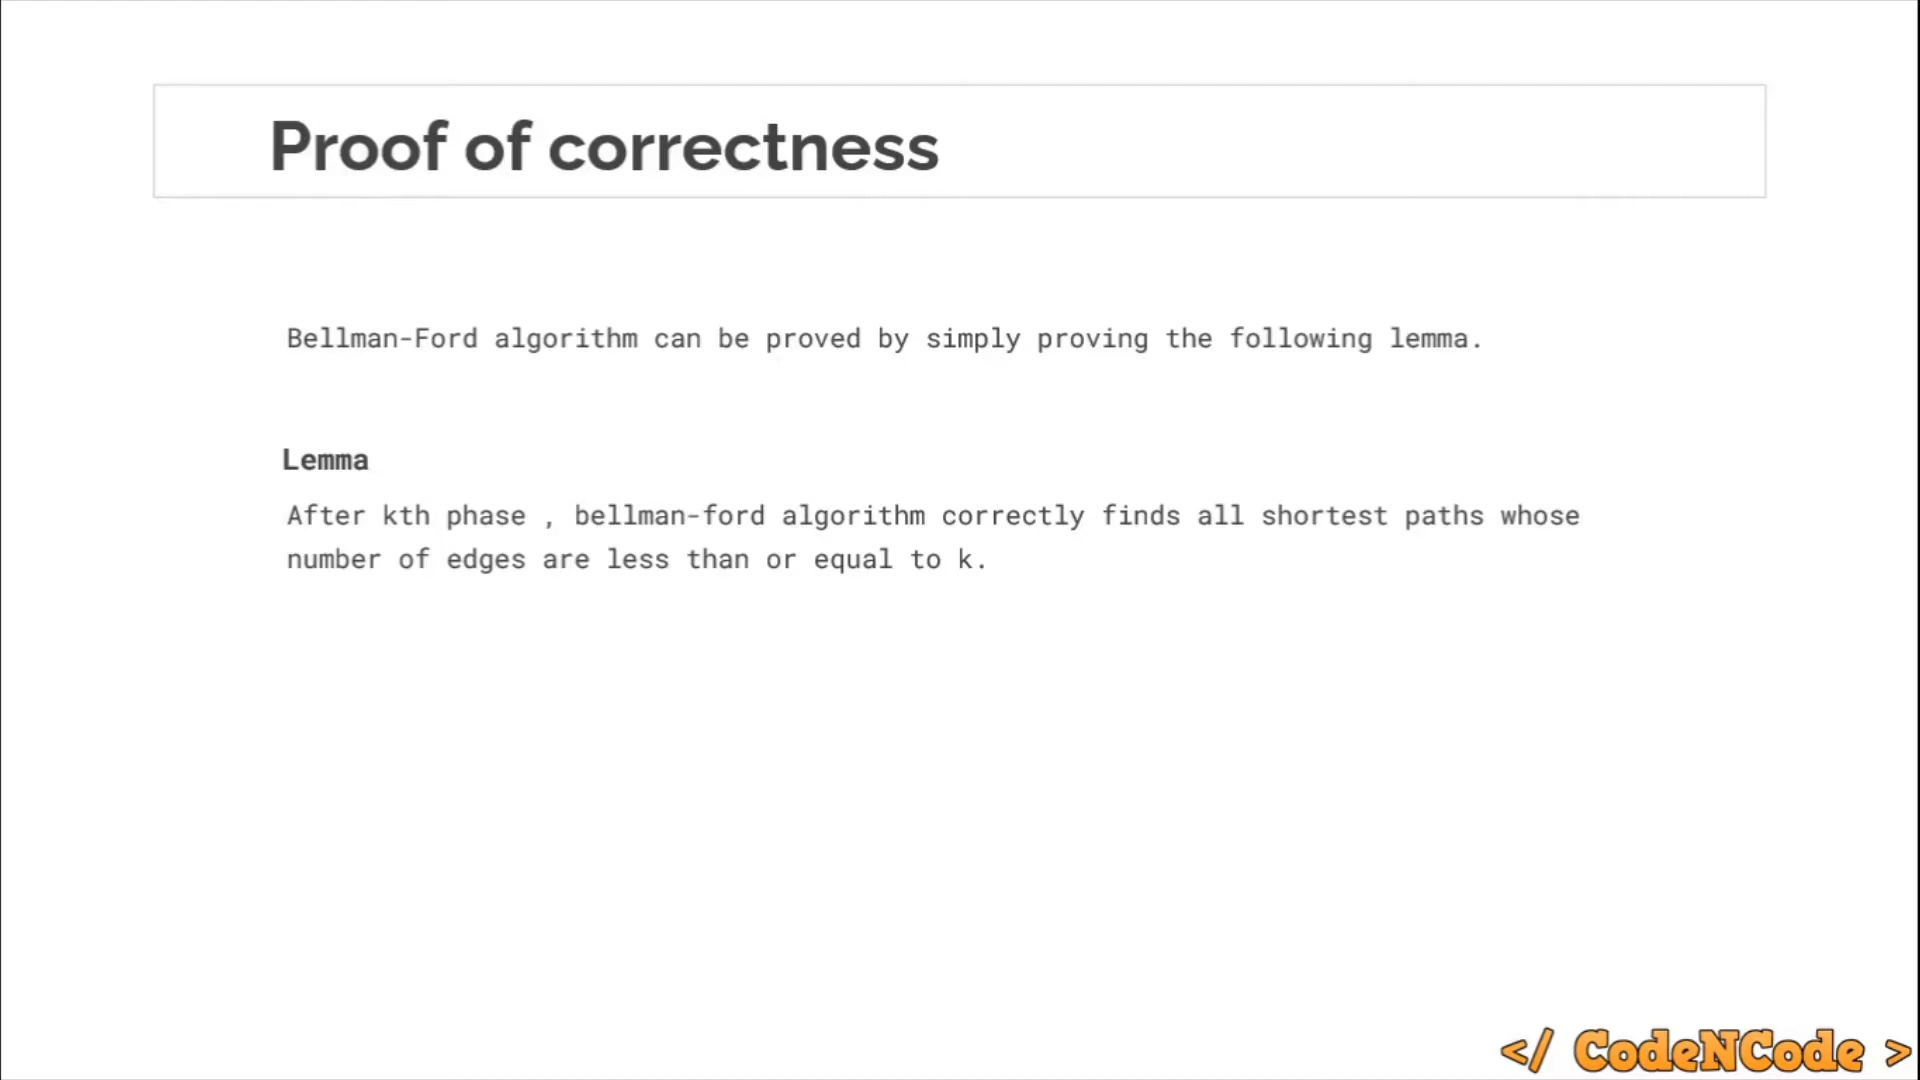 Proof of correctness
Bellman-Ford algorithm can be proved by simply proving the following lemma.
Lemma
After kth phase , bellman-ford algorithm correctly finds all shortest paths whose
number of edges are less than or equal to k.
</ CodeNCode >